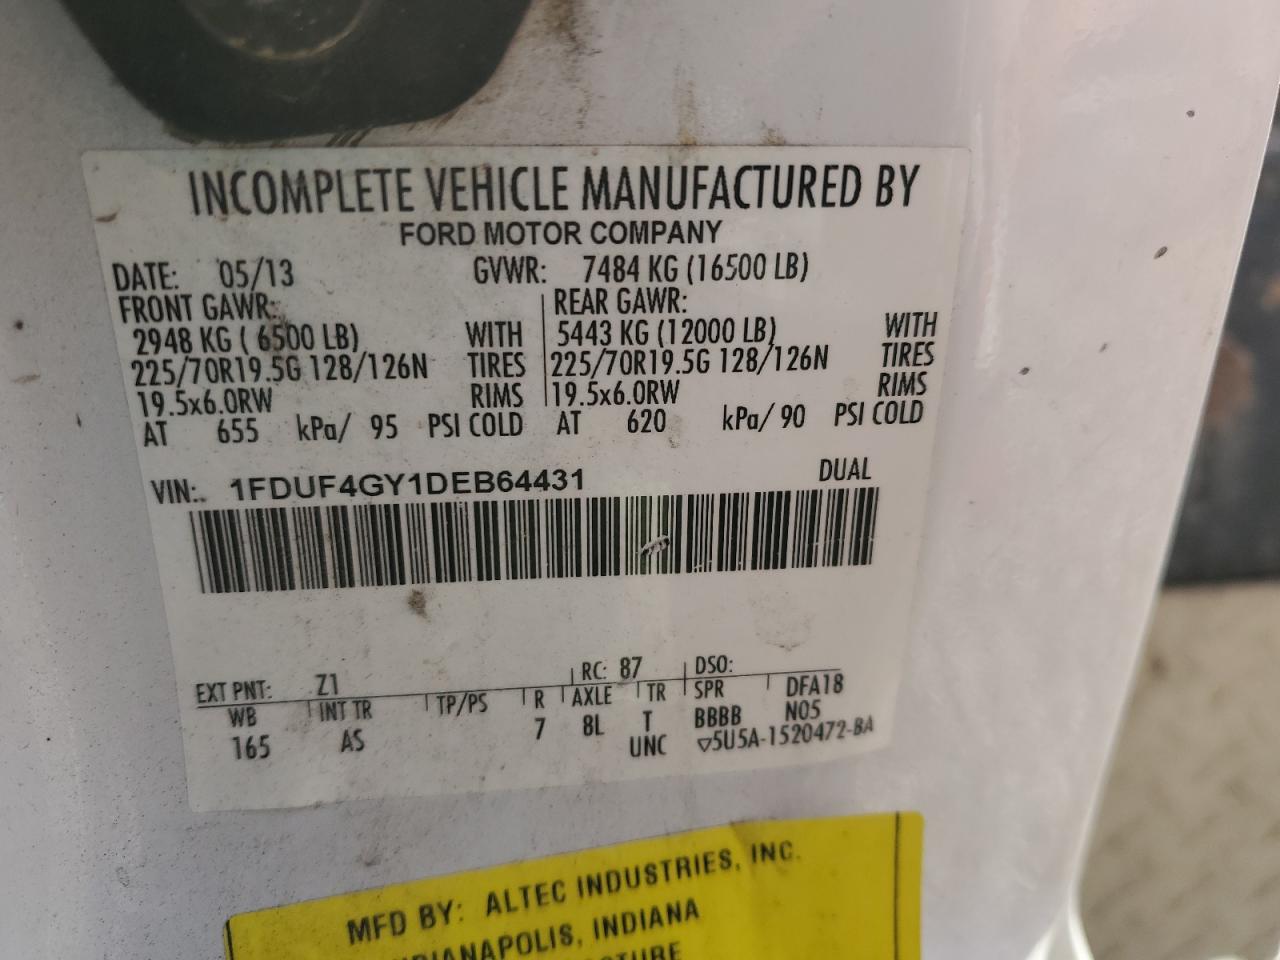 INCOMPLETE VEHICLE MANUFACTURED BY
FORD MOTOR COMPANY
DATE: 05/13 GVWR: 7484 KG (16500 LB)
FRONT GAWR: REAR GAWR:
2948 KG ( 6500 LB) WITH 5443 KG (12000 LB) WITH
225/70R19.5G 128/126N TIRES 225/70R19.5G 128/126N TIRES
19.5x6.0RW RIMS 19.5x6.0RW RIMS
AT 655 kPa/ 95 PSI COLD AT 620 kPa/ 90 PSI COLD
VIN: 1FDUF4GY1DEB64431 DUAL
EXT PNT: Z1 RC: 87 DSO:
WB INT TR TP/PS R AXLE TR SPR DFA18
165 AS 7 8L T BBBB N05
UNC ▽5U5A-1520472-BA
MFD BY: ALTEC INDUSTRIES, INC.
INDIANAPOLIS, INDIANA